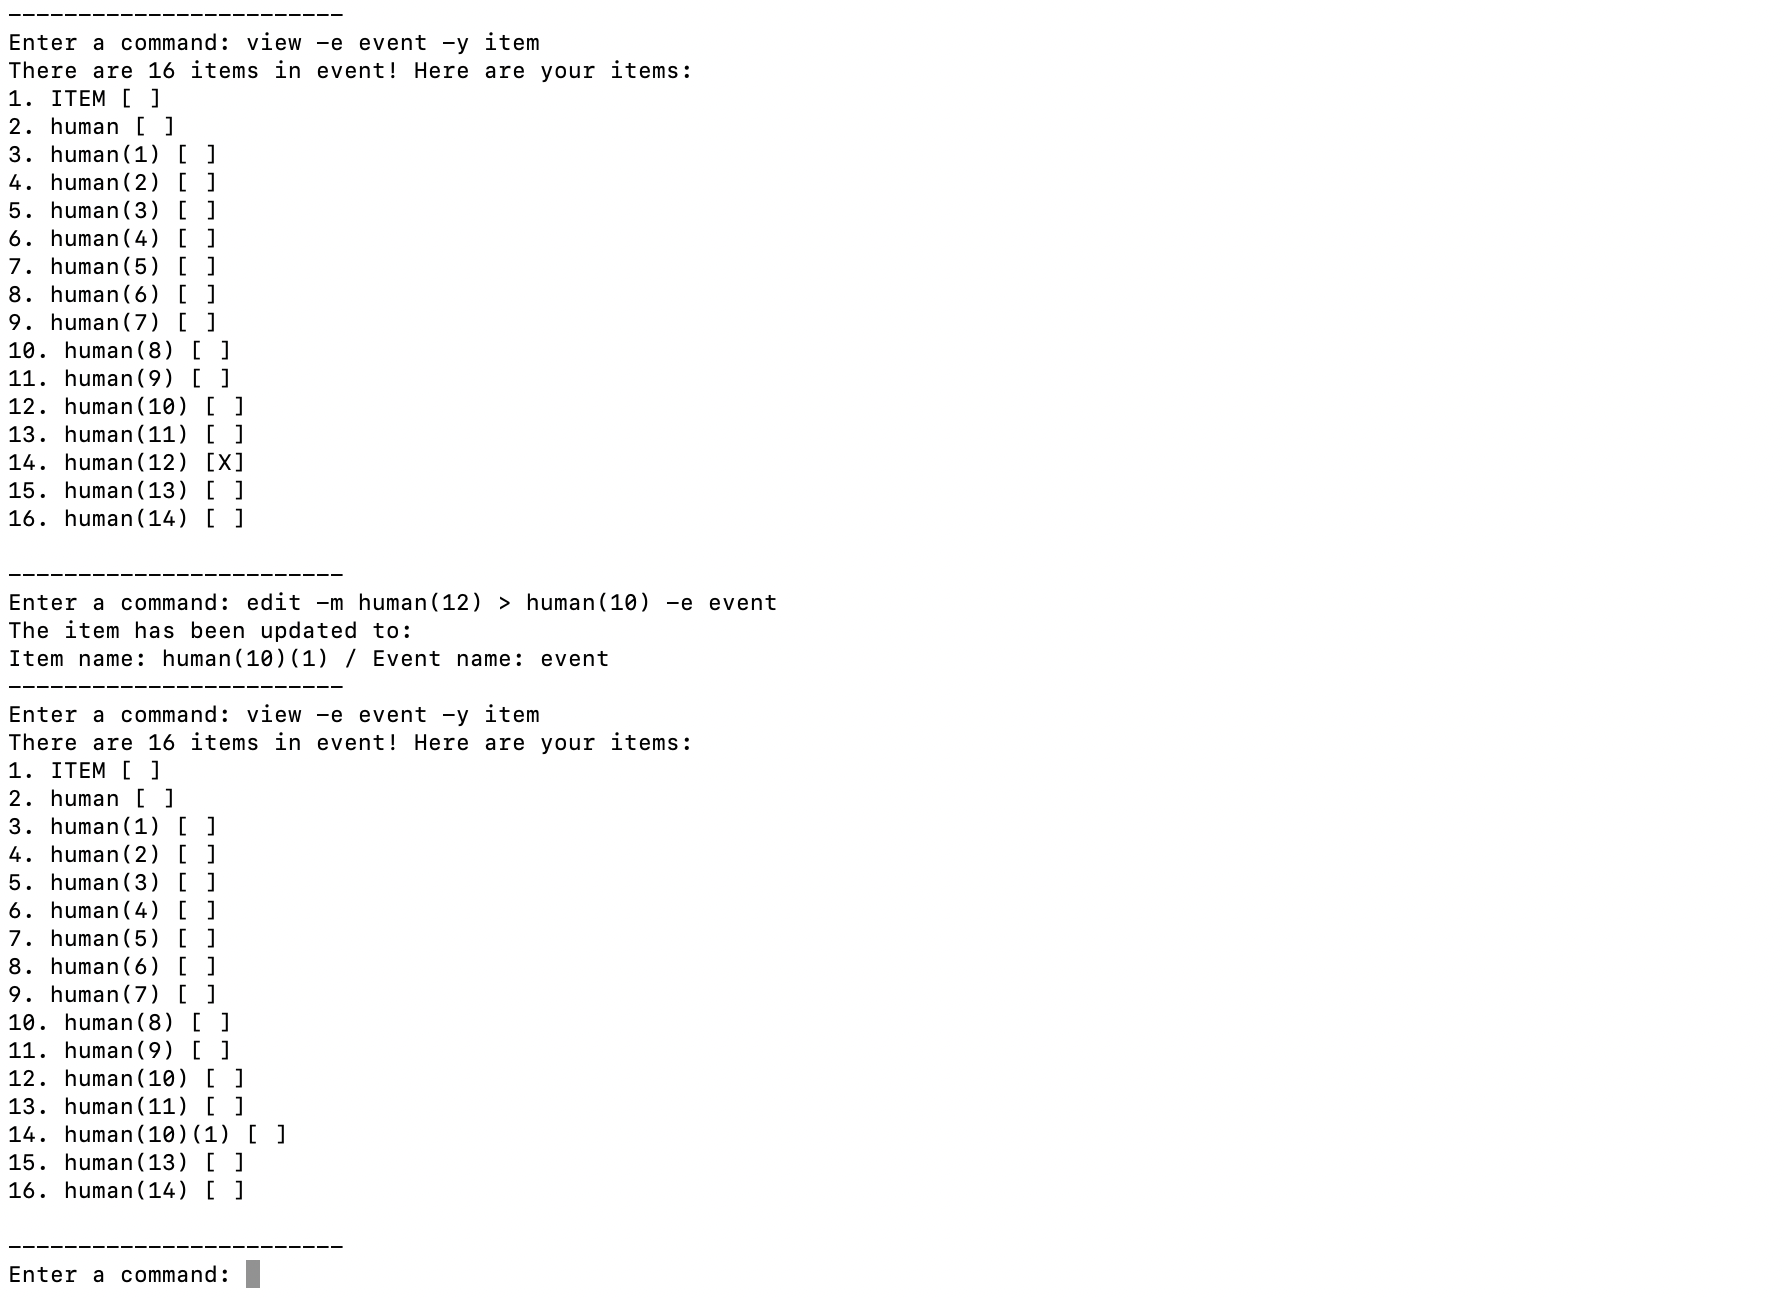 ------------------------
Enter a command: view -e event -y item
There are 16 items in event! Here are your items:
1. ITEM [ ]
2. human [ ]
3. human(1) [ ]
4. human(2) [ ]
5. human(3) [ ]
6. human(4) [ ]
7. human(5) [ ]
8. human(6) [ ]
9. human(7) [ ]
10. human(8) [ ]
11. human(9) [ ]
12. human(10) [ ]
13. human(11) [ ]
14. human(12) [X]
15. human(13) [ ]
16. human(14) [ ]
------------------------
Enter a command: edit -m human(12) > human(10) -e event
The item has been updated to:
Item name: human(10)(1) / Event name: event
------------------------
Enter a command: view -e event -y item
There are 16 items in event! Here are your items:
1. ITEM [ ]
2. human [ ]
3. human(1) [ ]
4. human(2) [ ]
5. human(3) [ ]
6. human(4) [ ]
7. human(5) [ ]
8. human(6) [ ]
9. human(7) [ ]
10. human(8) [ ]
11. human(9) [ ]
12. human(10) [ ]
13. human(11) [ ]
14. human(10)(1) [ ]
15. human(13) [ ]
16. human(14) [ ]
------------------------
Enter a command: